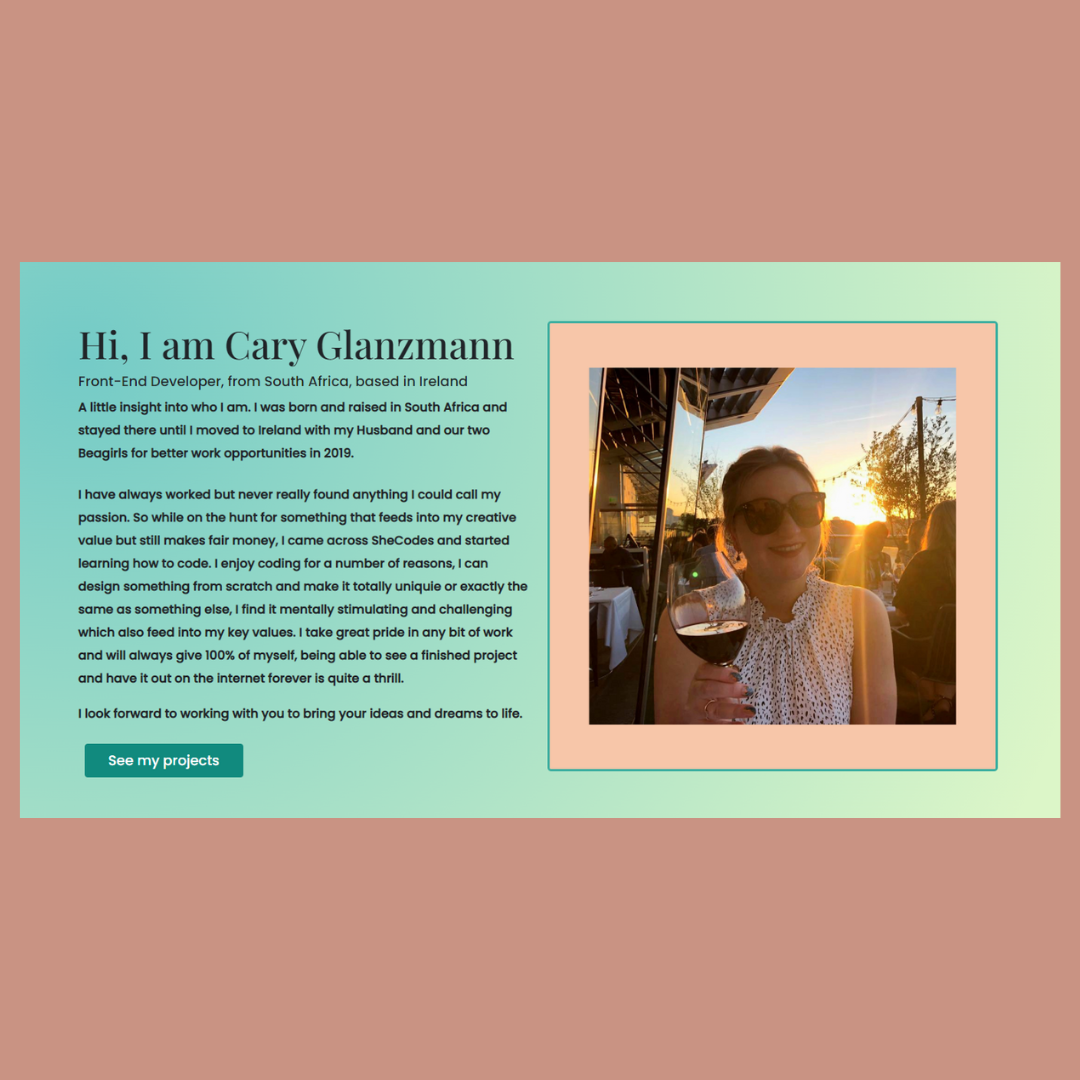 Hi, I am Cary Glanzmann
Front-End Developer, from South Africa, based in Ireland
A little insight into who I am. I was born and raised in South Africa and
stayed there until I moved to Ireland with my Husband and our two
Beagirls for better work opportunities in 2019.
I have always worked but never really found anything I could call my
passion. So while on the hunt for something that feeds into my creative
value but still makes fair money, I came across SheCodes and started
learning how to code. I enjoy coding for a number of reasons, I can
design something from scratch and make it totally uniquie or exactly the
same as something else, I find it mentally stimulating and challenging
which also feed into my key values. I take great pride in any bit of work
and will always give 100% of myself, being able to see a finished project
and have it out on the internet forever is quite a thrill.
I look forward to working with you to bring your ideas and dreams to life.
See my projects